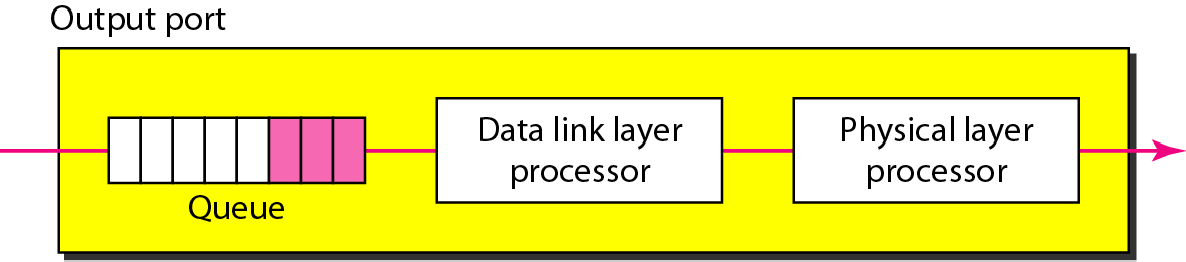 Output port
Data link layer
processor
Physical layer
processor
Queue